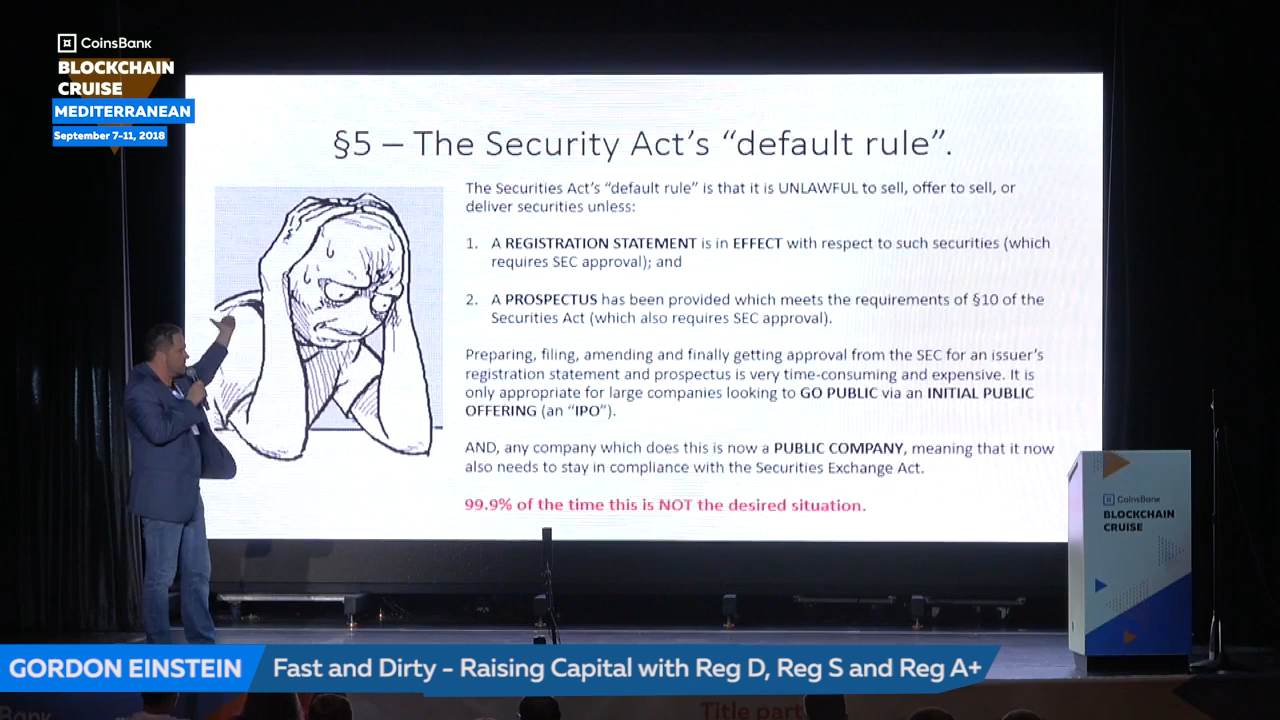 CoinsBank
BLOCKCHAIN
CRUISE
MEDITERRANEAN
September 7-11, 2018
§5 – The Security Act's “default rule”.
The Securities Act's “default rule” is that it is UNLAWFUL to sell, offer to sell, or
deliver securities unless:
1. A REGISTRATION STATEMENT is in EFFECT with respect to such securities (which
requires SEC approval); and
2. A PROSPECTUS has been provided which meets the requirements of §10 of the
Securities Act (which also requires SEC approval).
Preparing, filing, amending and finally getting approval from the SEC for an issuer's
registration statement and prospectus is very time-consuming and expensive. It is
only appropriate for large companies looking to GO PUBLIC via an INITIAL PUBLIC
OFFERING (an “IPO”).
AND, any company which does this is now a PUBLIC COMPANY, meaning that it now
also needs to stay in compliance with the Securities Exchange Act.
99.9% of the time this is NOT the desired situation.
CoinsBank
BLOCKCHAIN
CRUISE
GORDON EINSTEIN
Fast and Dirty - Raising Capital with Reg D, Reg S and Reg A+
Bank
Title part